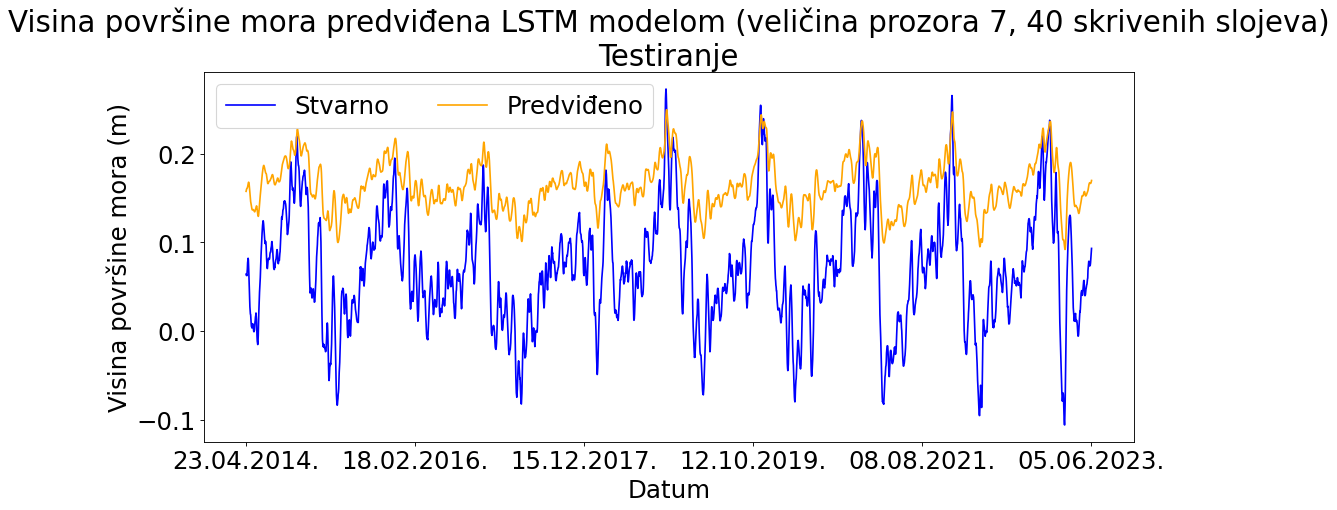 Visina površine mora predviđena LSTM modelom (veličina prozora 7, 40 skrivenih slojeva)
Testiranje
Stvarno
Predviđeno
Visina površine mora (m)
0.2
0.1
0.0
−0.1
23.04.2014.
18.02.2016.
15.12.2017.
12.10.2019.
08.08.2021.
05.06.2023.
Datum